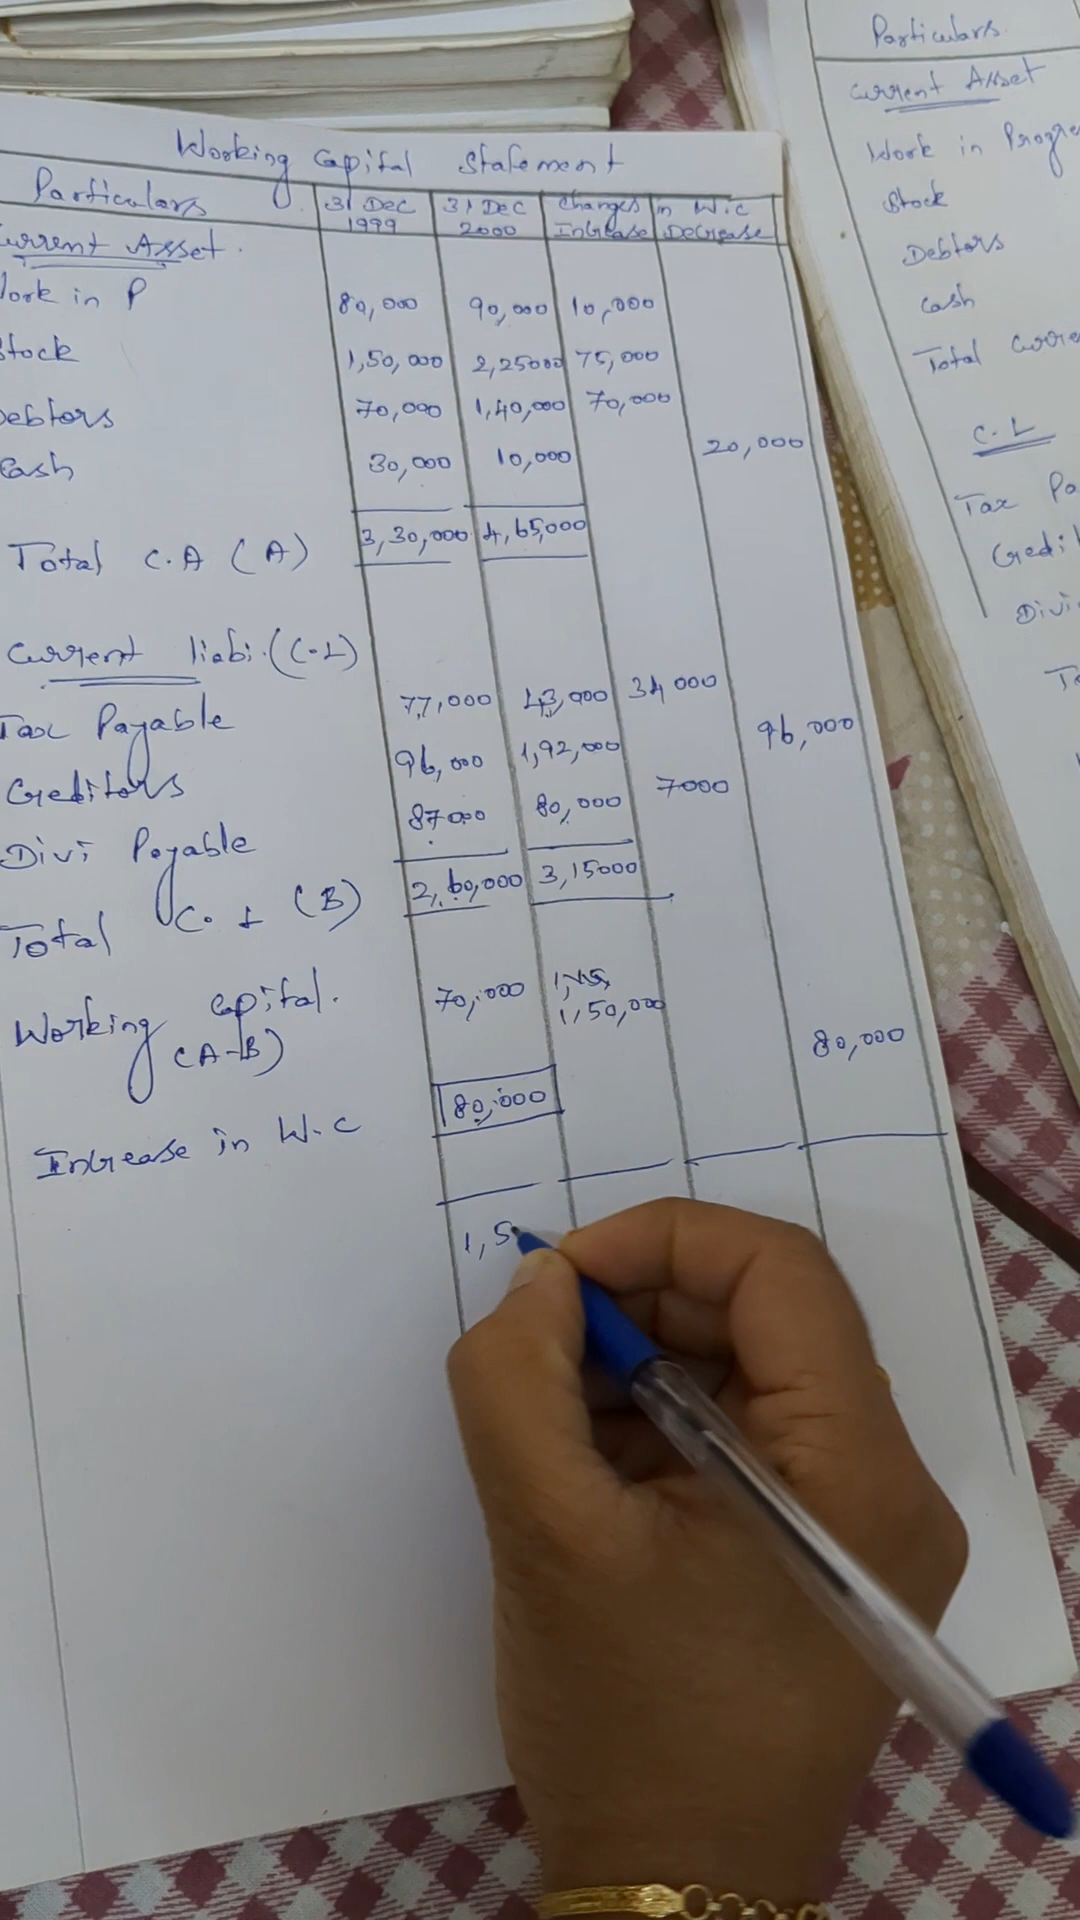 Working Capital Statement
Particulars 31 Dec 1999 31 Dec 2000 Changes in W.C Increase Decrease
Current Asset.
Work in P 80,000 90,000 10,000
Stock 1,50,000 2,25000 75,000
Debtors 70,000 1,40,000 70,000
Cash 30,000 10,000 20,000
Total C.A (A) 3,30,000 4,65,000
Current liabi.(C.L)
Tax Payable 77,000 43,000 34 000
Creditors 96,000 1,92,000 96,000
Divi Payable 87000 80,000 7000
Total C. L (B) 2,60,000 3,15000
Working Capital. (A-B) 70,000 1,50,000
Increase in W.C 80,000 80,000
1,5
Particulars.
Current Asset
Work in Progre
Stock
Debtors
Cash
Total Curre
C.L
Tax Pa
Credit
Divi